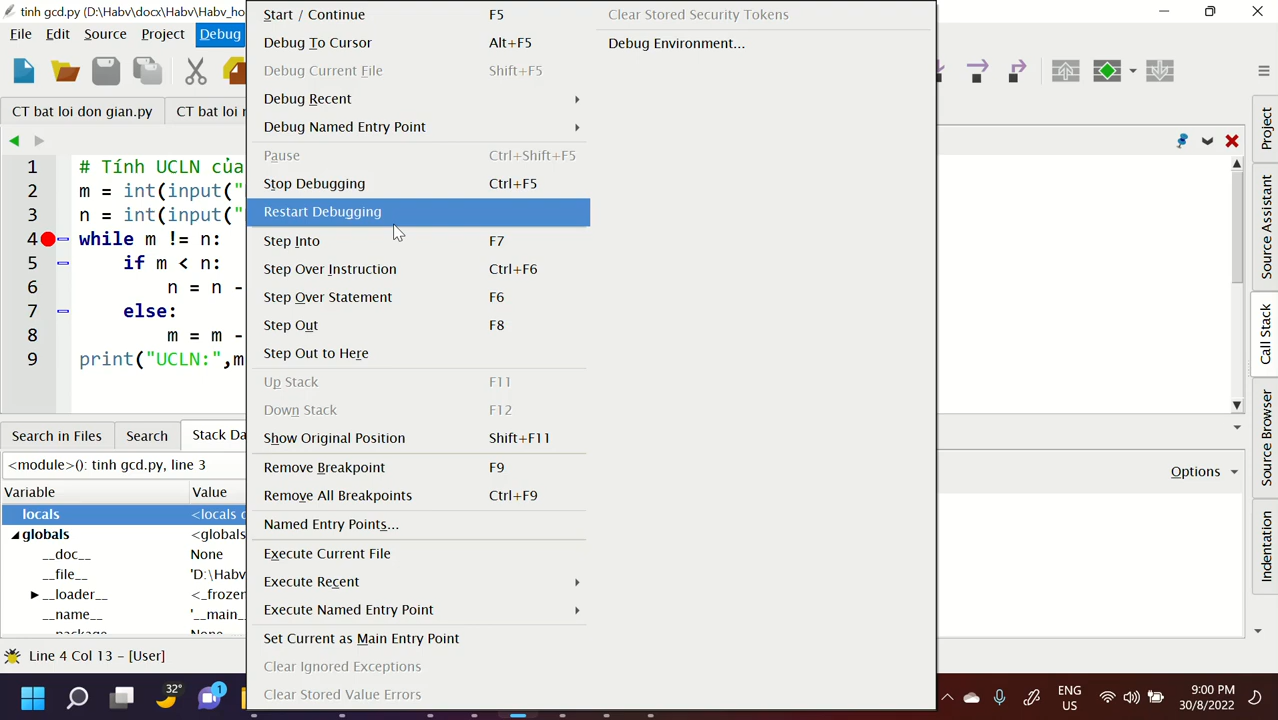 tinh gcd.py (D:\Habv\docx\Habv\Habv_ho
File Edit Source Project Debug
Start / Continue F5
Debug To Cursor Alt+F5
Debug Current File Shift+F5
Debug Recent
Debug Named Entry Point
Pause Ctrl+Shift+F5
Stop Debugging Ctrl+F5
Restart Debugging
Step Into F7
Step Over Instruction Ctrl+F6
Step Over Statement F6
Step Out F8
Step Out to Here
Up Stack F11
Down Stack F12
Show Original Position Shift+F11
Remove Breakpoint F9
Remove All Breakpoints Ctrl+F9
Named Entry Points...
Execute Current File
Execute Recent
Execute Named Entry Point
Set Current as Main Entry Point
Clear Ignored Exceptions
Clear Stored Value Errors
Clear Stored Security Tokens
Debug Environment...
CT bat loi don gian.py CT bat loi
1 # Tính UCLN của
2 m = int(input("
3 n = int(input("
4 while m != n:
5 if m < n:
6 n = n -
7 else:
8 m = m -
9 print("UCLN:",m
Search in Files Search Stack Da
<module>(): tinh gcd.py, line 3
Variable Value
locals <locals
globals <globals
__doc__ None
__file__ 'D:\Habv
__loader__ <_frozen
__name__ '__main_
Options
Project
Source Assistant
Call Stack
Source Browser
Indentation
Line 4 Col 13 – [User]
32°
1
ENG
US
9:00 PM
30/8/2022